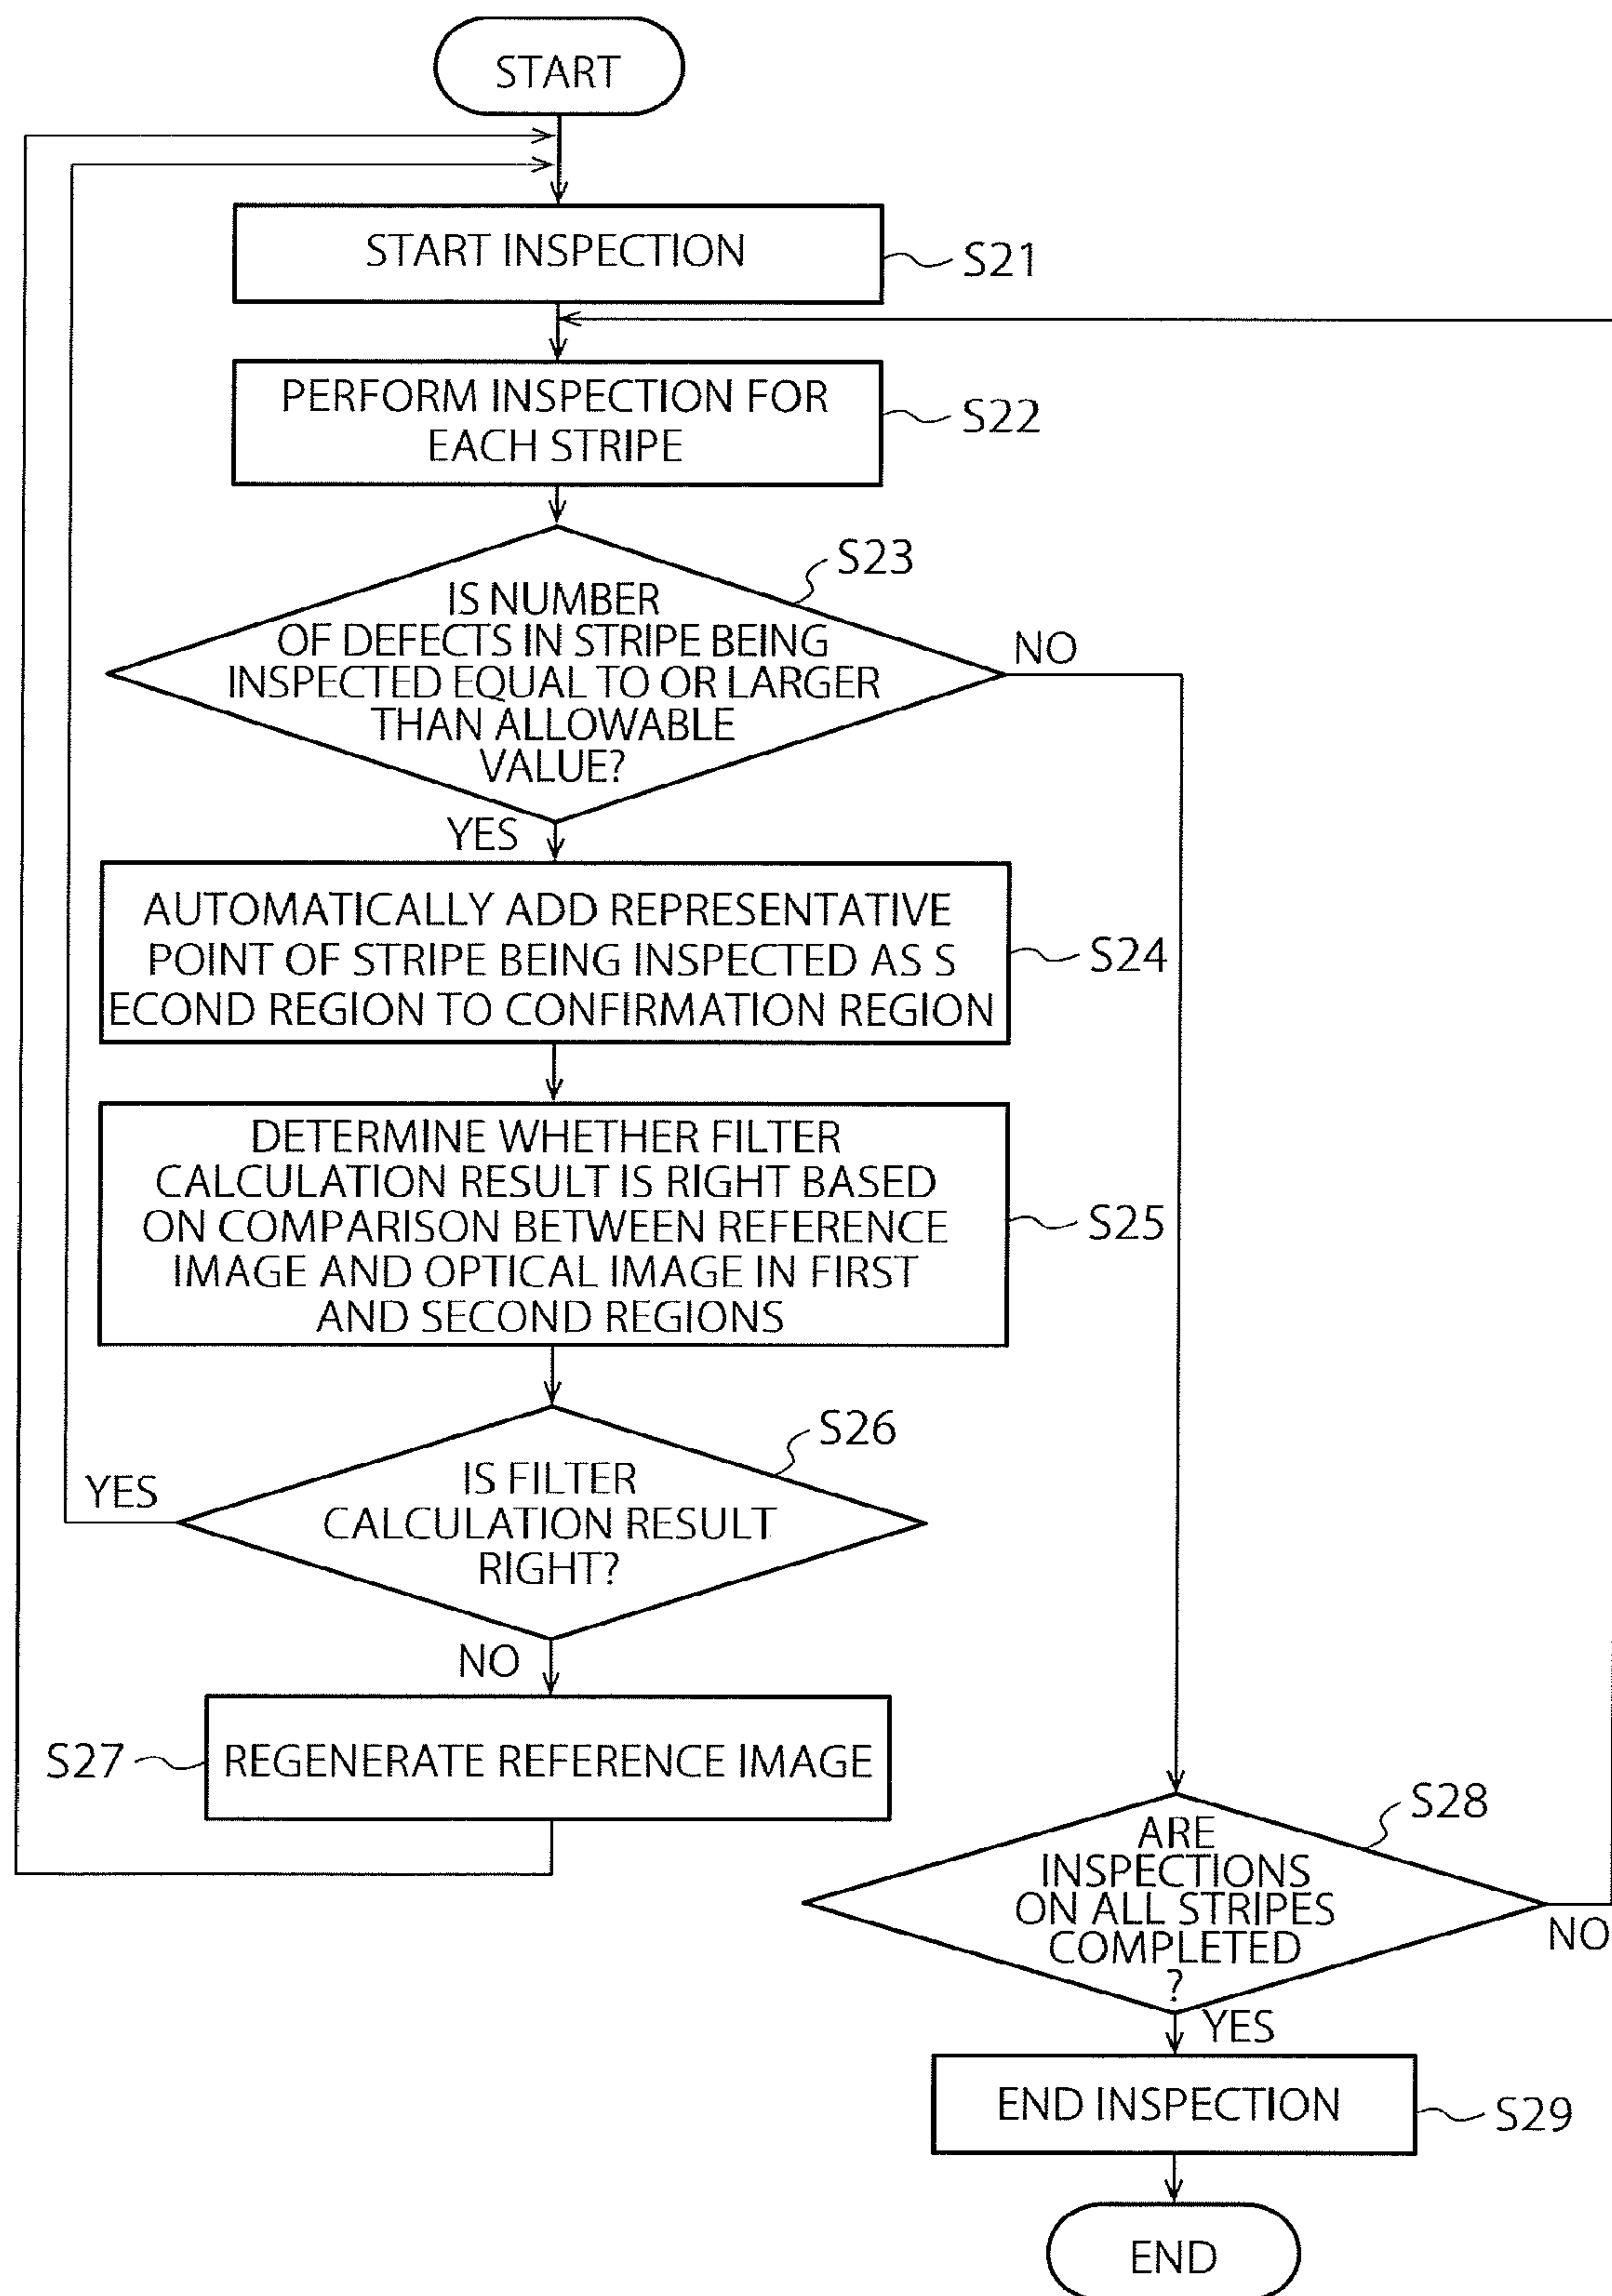 START
START INSPECTION
S21
PERFORM INSPECTION FOR
EACH STRIPE
S22
S23
IS NUMBER
OF DEFECTS IN STRIPE BEING
INSPECTED EQUAL TO OR LARGER
THAN ALLOWABLE
VALUE?
NO
YES
AUTOMATICALLY ADD REPRESENTATIVE
POINT OF STRIPE BEING INSPECTED AS S
ECOND REGION TO CONFIRMATION REGION
S24
DETERMINE WHETHER FILTER
CALCULATION RESULT IS RIGHT BASED
ON COMPARISON BETWEEN REFERENCE
IMAGE AND OPTICAL IMAGE IN FIRST
AND SECOND REGIONS
S25
S26
YES
IS FILTER
CALCULATION RESULT
RIGHT?
NO
S27
REGENERATE REFERENCE IMAGE
S28
ARE
INSPECTIONS
ON ALL STRIPES
COMPLETED
?
NO
YES
END INSPECTION
S29
END